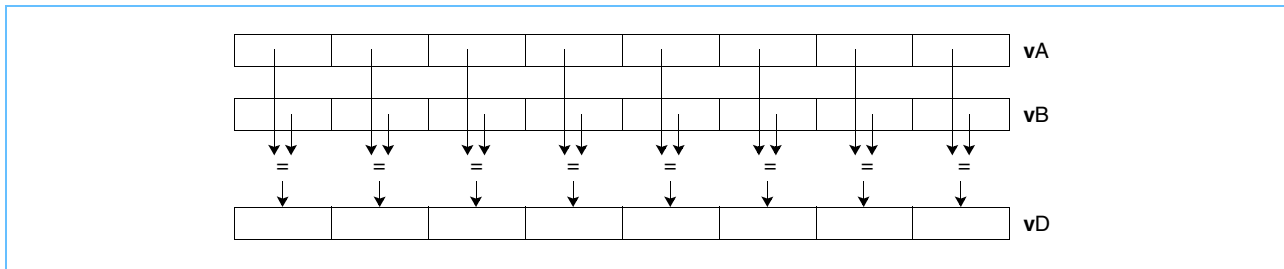 vA
vB
= = = = = = = =
vD